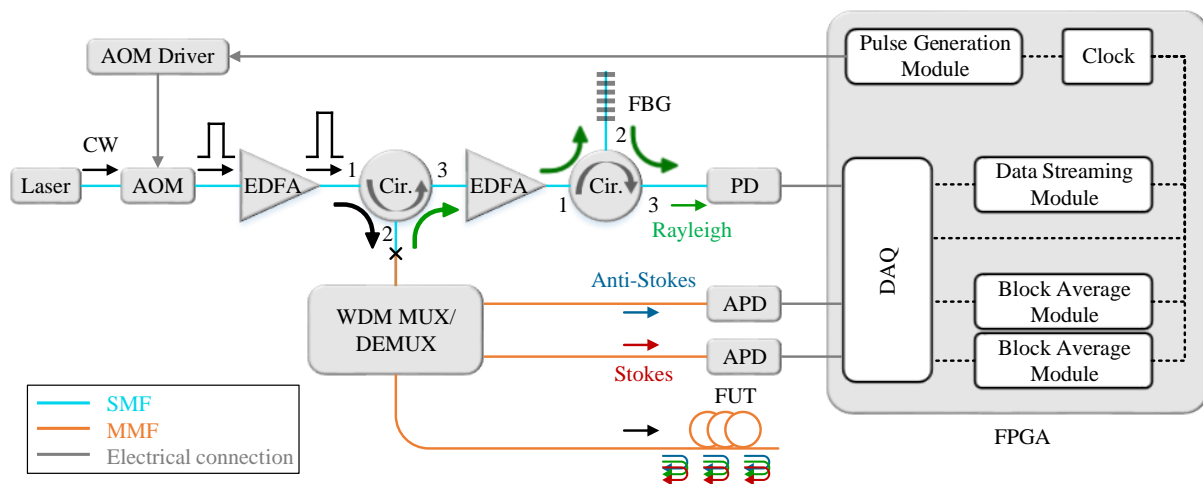 AOM Driver
Pulse Generation
Module
Clock
CW
FBG
Laser
AOM
EDFA
1
Cir.
3
2
EDFA
1
Cir.
2
3
PD
Rayleigh
Data Streaming
Module
DAQ
Anti-Stokes
APD
Block Average
Module
WDM MUX/
DEMUX
Stokes
APD
Block Average
Module
FUT
FPGA
SMF
MMF
Electrical connection